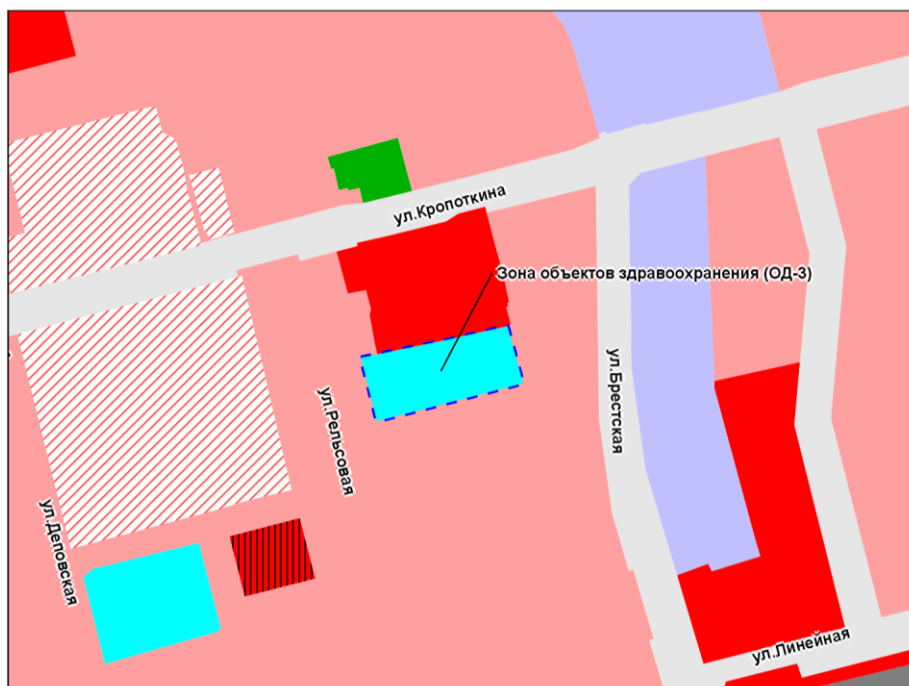 ул.Кропоткина
Зона объектов здравоохранения (ОД-3)
ул.Брестская
ул.Рельсовая
ул.Деповская
ул.Линейная